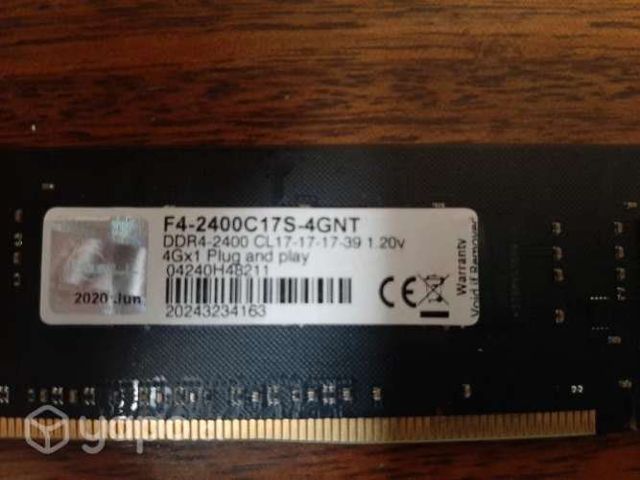 F4-2400C17S-4GNT
DDR4-2400 CL17-17-17-39 1.20v
4Gx1 Plug and play
04240H48211
20243234163
2020 Jun
CE
Warranty
Void if Removed